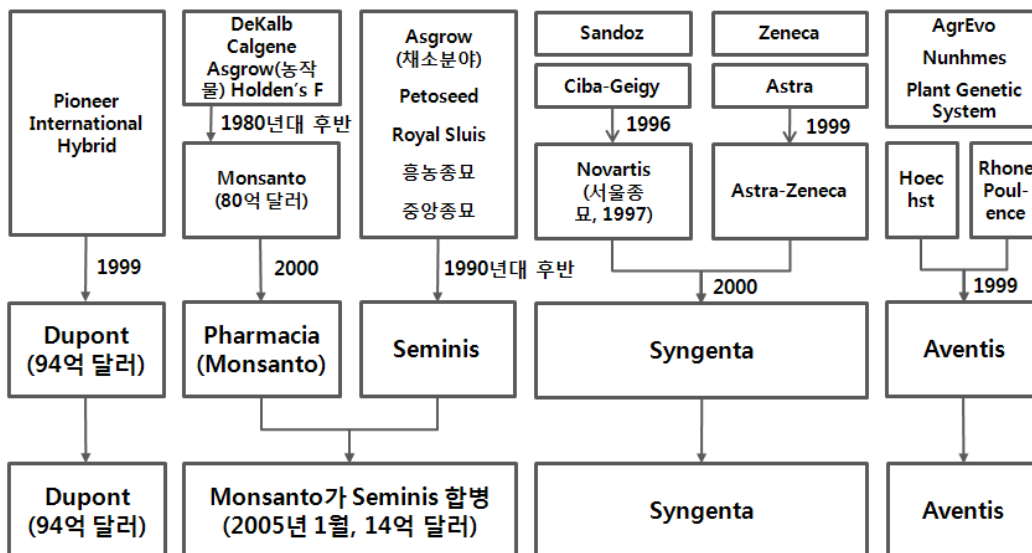 Pioneer
International
Hybrid
DeKalb
Calgene
Asgrow(농작
물) Holden's F
1980년대 후반
Monsanto
(80억 달러)
Asgrow
(채소분야)
Petoseed
Royal Sluis
흥농종묘
중앙종묘
Sandoz
Ciba-Geigy
1996
Novartis
(서울종
묘, 1997)
Zeneca
Astra
1999
Astra-Zeneca
AgrEvo
Nunhmes
Plant Genetic
System
Hoec
hst
Rhone
Poul-
ence
1999
2000
1990년대 후반
2000
1999
Dupont
(94억 달러)
Pharmacia
(Monsanto)
Seminis
Syngenta
Aventis
Dupont
(94억 달러)
Monsanto가 Seminis 합병
(2005년 1월, 14억 달러)
Syngenta
Aventis